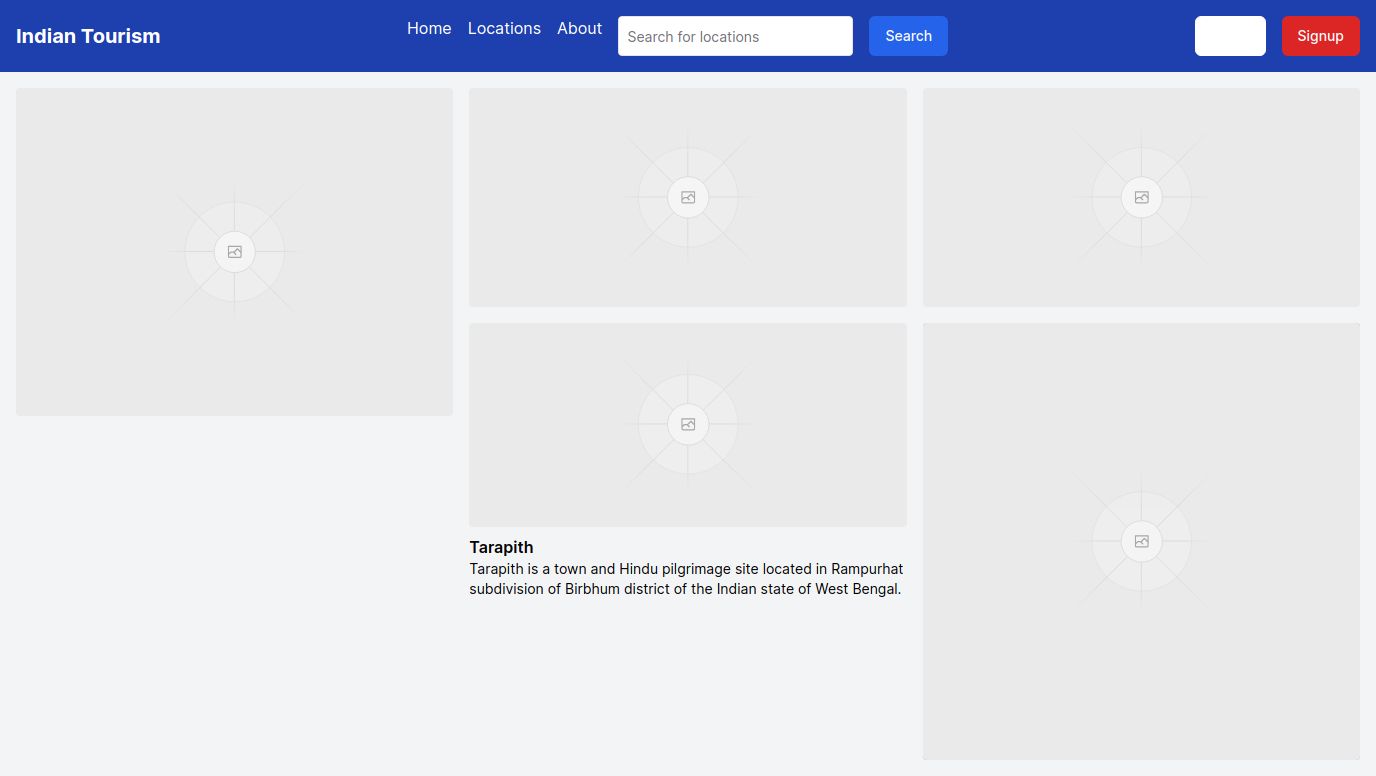 Indian Tourism
Home
Locations
About
Search for locations
Search
Signup
Tarapith
Tarapith is a town and Hindu pilgrimage site located in Rampurhat
subdivision of Birbhum district of the Indian state of West Bengal.